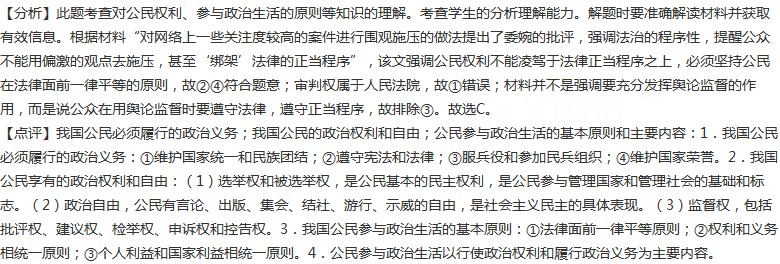 【分析】此题考查对公民权利、参与政治生活的原则等知识的理解。考查学生的分析理解能力。解题时要准确解读材料并获取
有效信息。根据材料“对网络上一些关注度较高的案件进行围观施压的做法提出了委婉的批评，强调法治的程序性，提醒公众
不能用偏激的观点去施压，甚至‘绑架’法律的正当程序”，该文强调公民权利不能凌驾于法律正当程序之上，必须坚持公民
在法律面前一律平等的原则，故②④符合题意；审判权属于人民法院，故①错误；材料并不是强调要充分发挥舆论监督的作
用，而是说公众在用舆论监督时要遵守法律，遵守正当程序，故排除③。故选C。
【点评】我国公民必须履行的政治义务；我国公民的政治权利和自由；公民参与政治生活的基本原则和主要内容：1．我国公民
必须履行的政治义务：①维护国家统一和民族团结；②遵守宪法和法律；③服兵役和参加民兵组织；④维护国家荣誉。2．我国
公民享有的政治权利和自由：（1）选举权和被选举权，是公民基本的民主权利，是公民参与管理国家和管理社会的基础和标
志。（2）政治自由，公民有言论、出版、集会、结社、游行、示威的自由，是社会主义民主的具体表现。（3）监督权，包括
批评权、建议权、检举权、申诉权和控告权。3．我国公民参与政治生活的基本原则：①法律面前一律平等原则；②权利和义务
相统一原则；③个人利益和国家利益相统一原则。4．公民参与政治生活以行使政治权利和履行政治义务为主要内容。